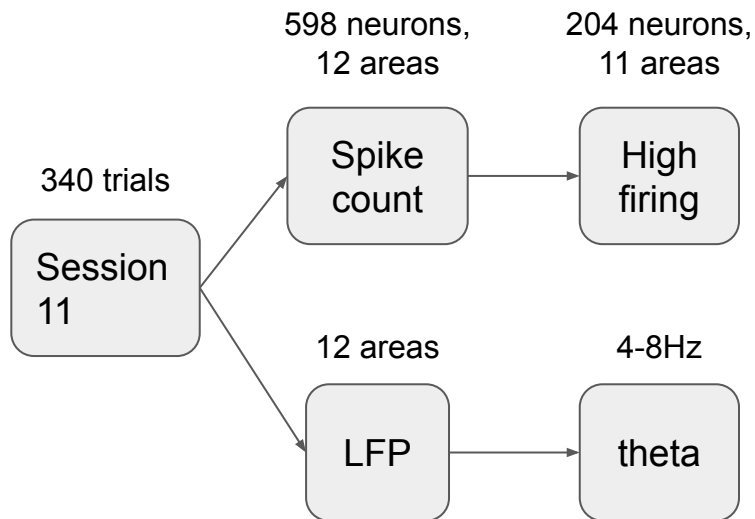 598 neurons,
12 areas
204 neurons,
11 areas
Spike
count
High
firing
340 trials
Session
11
12 areas
4-8Hz
LFP
theta